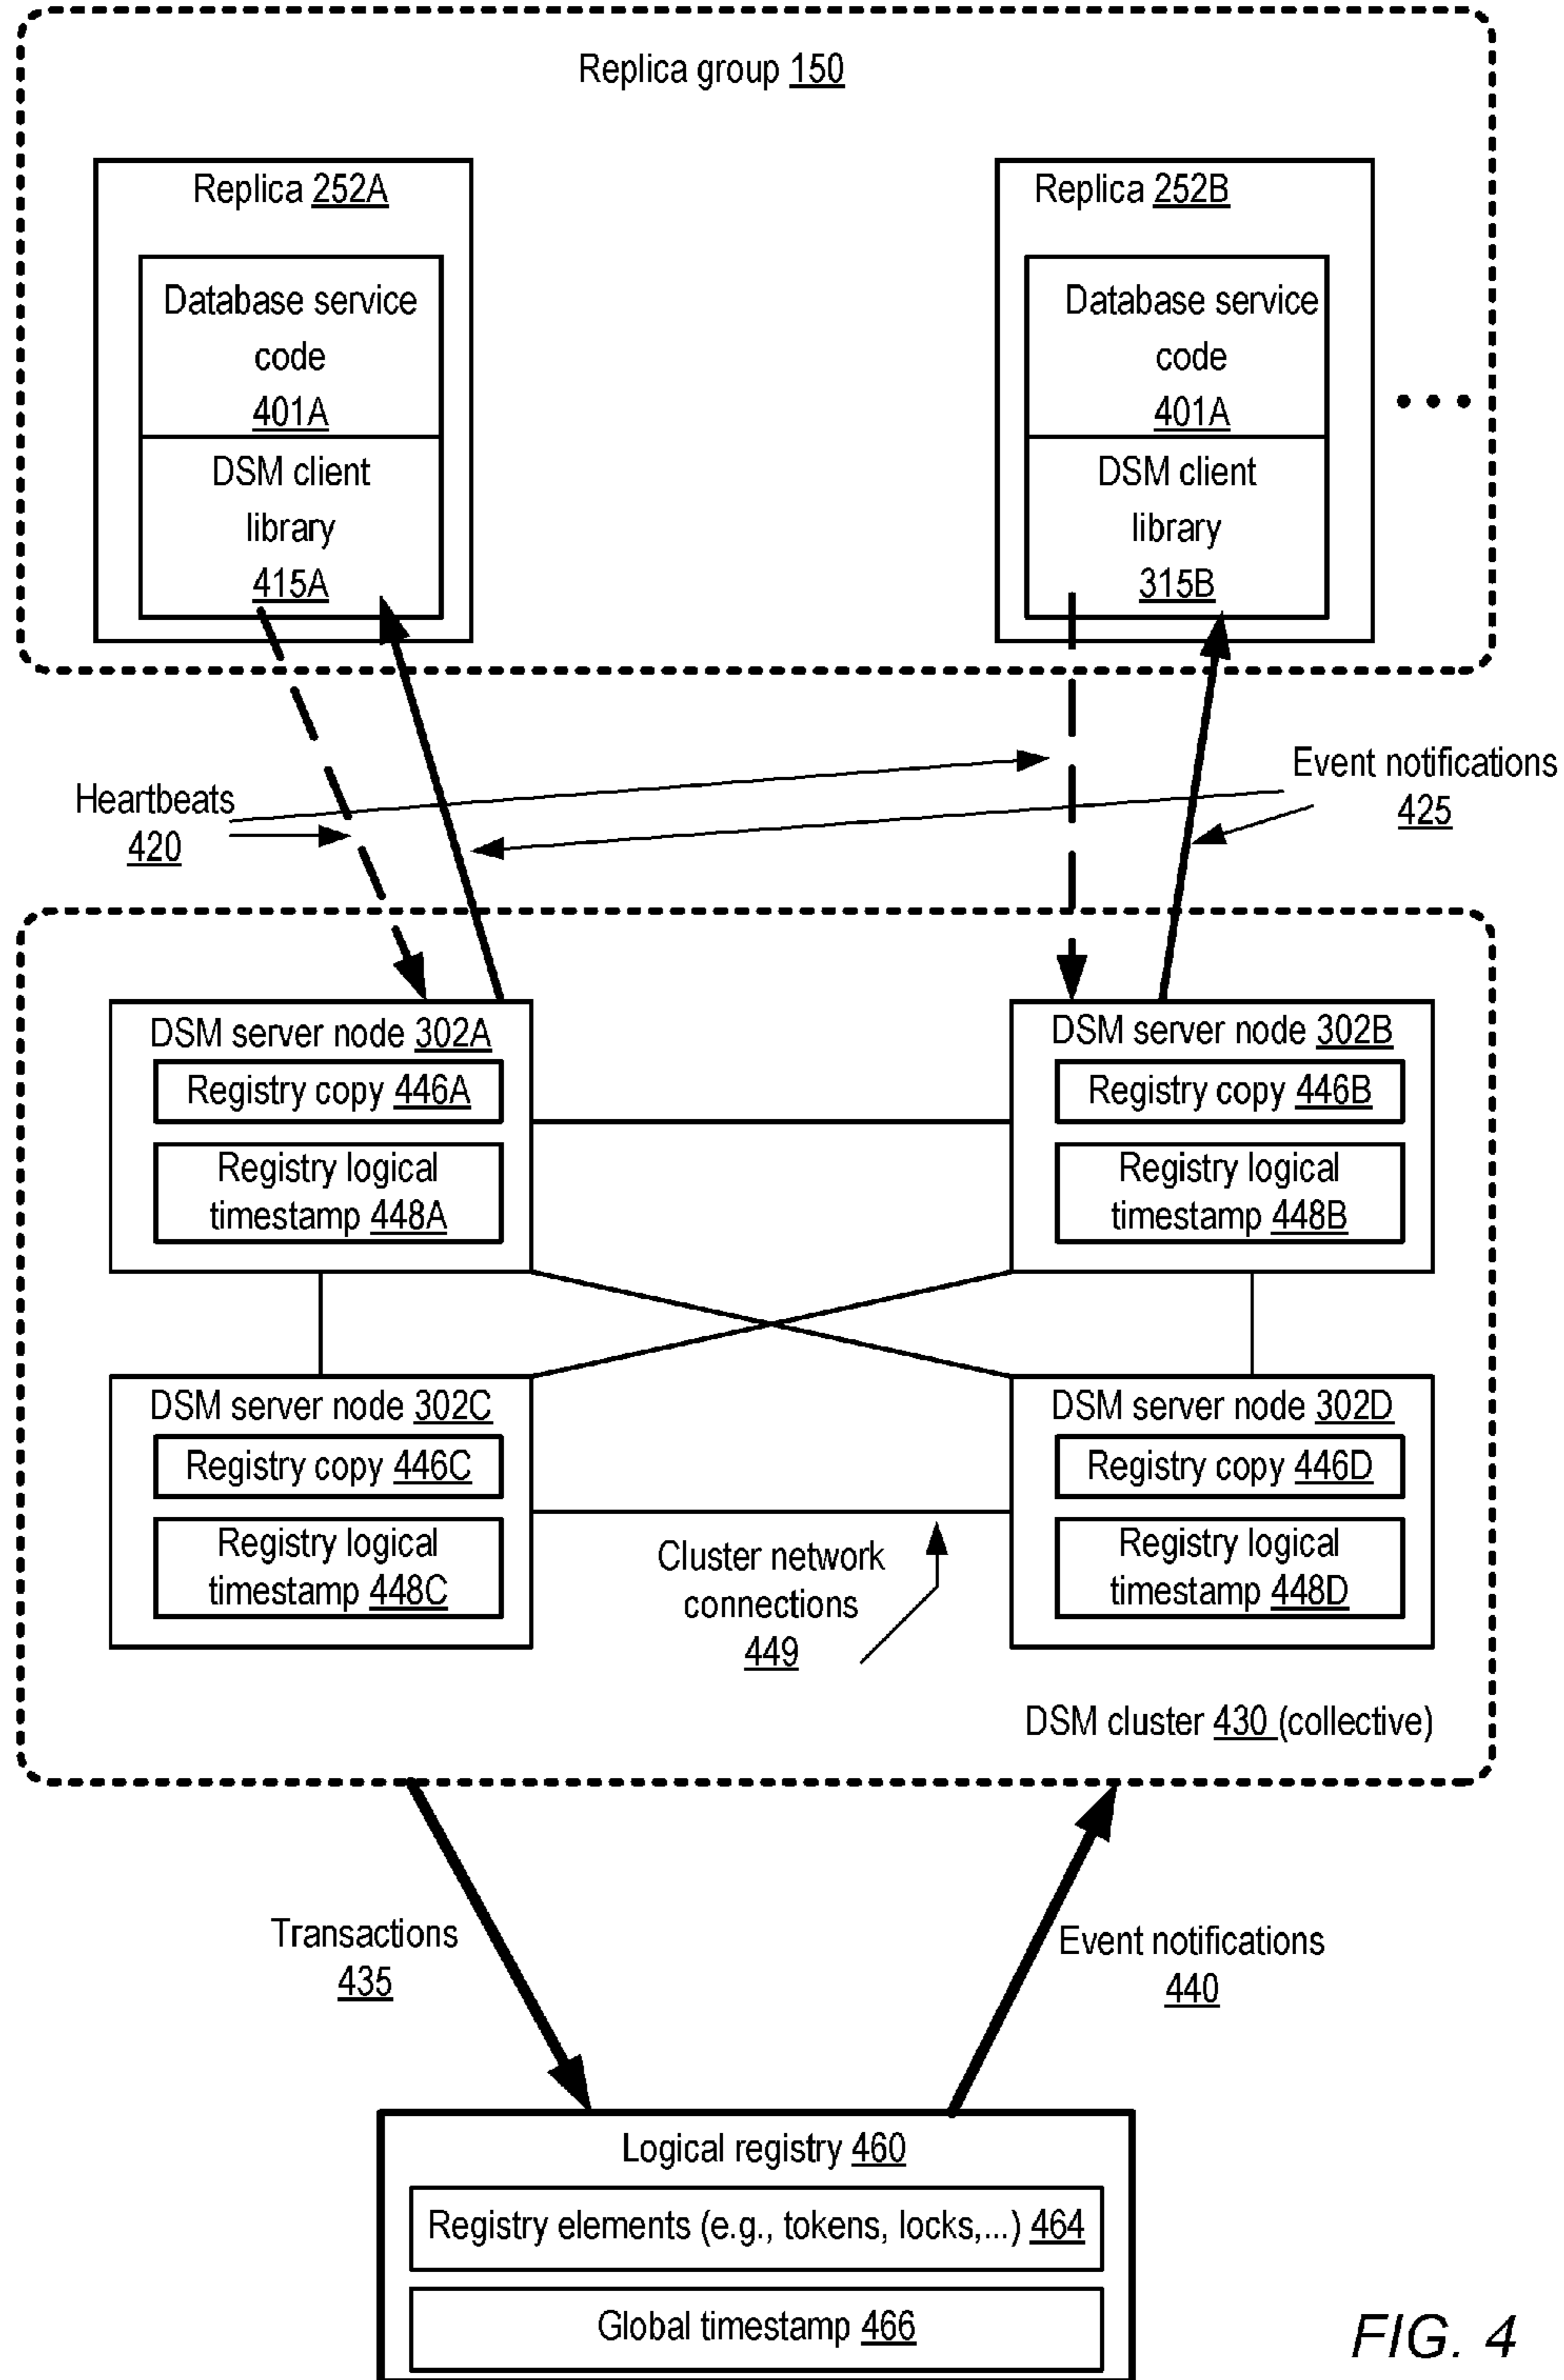 Replica group 150
Replica 252A
Database service
code
401A
DSM client
library
415A
Replica 252B
Database service
code
401A
DSM client
library
315B
Heartbeats
420
Event notifications
425
DSM server node 302A
Registry copy 446A
Registry logical
timestamp 448A
DSM server node 302B
Registry copy 446B
Registry logical
timestamp 448B
DSM server node 302C
Registry copy 446C
Registry logical
timestamp 448C
DSM server node 302D
Registry copy 446D
Registry logical
timestamp 448D
Cluster network
connections
449
DSM cluster 430 (collective)
Transactions
435
Event notifications
440
Logical registry 460
Registry elements (e.g., tokens, locks,...) 464
Global timestamp 466
FIG. 4